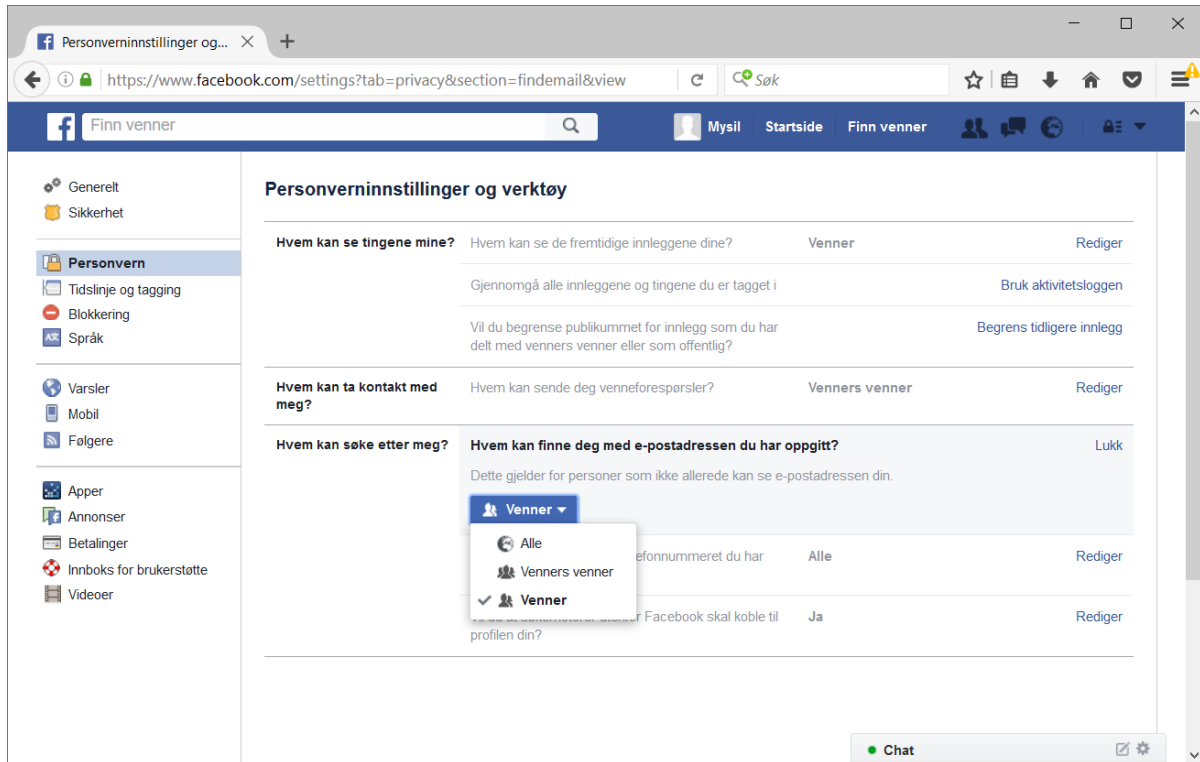 Personverninnstillinger og...
https://www.facebook.com/settings?tab=privacy&section=findemail&view
Søk
Finn venner
Mysil
Startside
Finn venner
Generelt
Sikkerhet
Personvern
Tidslinje og tagging
Blokkering
Språk
Varsler
Mobil
Følgere
Apper
Annonser
Betalinger
Innboks for brukerstøtte
Videoer
Personverninnstillinger og verktøy
Hvem kan se tingene mine?
Hvem kan se de fremtidige innleggene dine?
Venner
Rediger
Gjennomgå alle innleggene og tingene du er tagget i
Bruk aktivitetsloggen
Vil du begrense publikummet for innlegg som du har
delt med venners venner eller som offentlig?
Begrens tidligere innlegg
Hvem kan ta kontakt med
meg?
Hvem kan sende deg venneforespørsler?
Venners venner
Rediger
Hvem kan søke etter meg?
Hvem kan finne deg med e-postadressen du har oppgitt?
Lukk
Dette gjelder for personer som ikke allerede kan se e-postadressen din.
Venner
Alle
Venners venner
Venner
efonnummeret du har
Alle
Rediger
Facebook skal koble til
profilen din?
Ja
Rediger
Chat